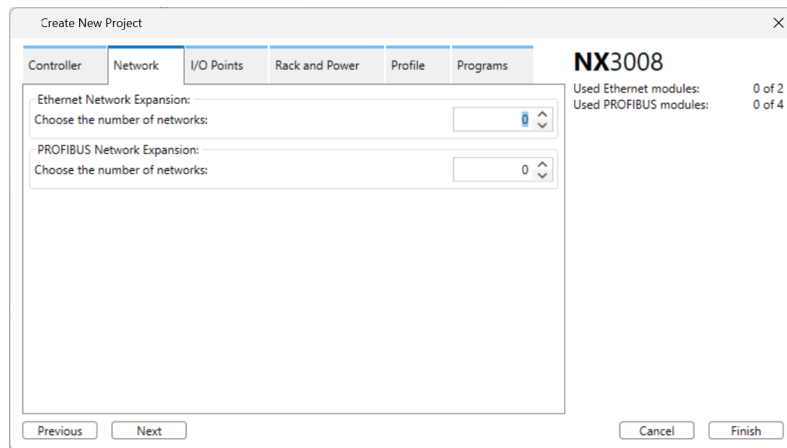 Create New Project
Controller Network I/O Points Rack and Power Profile Programs
NX3008
Used Ethernet modules: 0 of 2
Used PROFIBUS modules: 0 of 4
Ethernet Network Expansion:
Choose the number of networks: 0
PROFIBUS Network Expansion:
Choose the number of networks: 0
Previous Next Cancel Finish